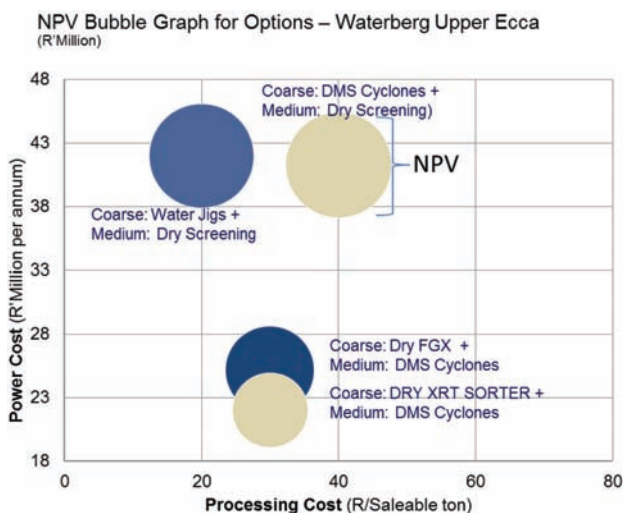 NPV Bubble Graph for Options – Waterberg Upper Ecca
(R'Million)
Power Cost (R'Million per annum)
48
43
38
33
28
23
18
Coarse: DMS Cyclones +
Medium: Dry Screening)
NPV
Coarse: Water Jigs +
Medium: Dry Screening
Coarse: Dry FGX +
Medium: DMS Cyclones
Coarse: DRY XRT SORTER +
Medium: DMS Cyclones
0 20 40 60 80
Processing Cost (R/Saleable ton)